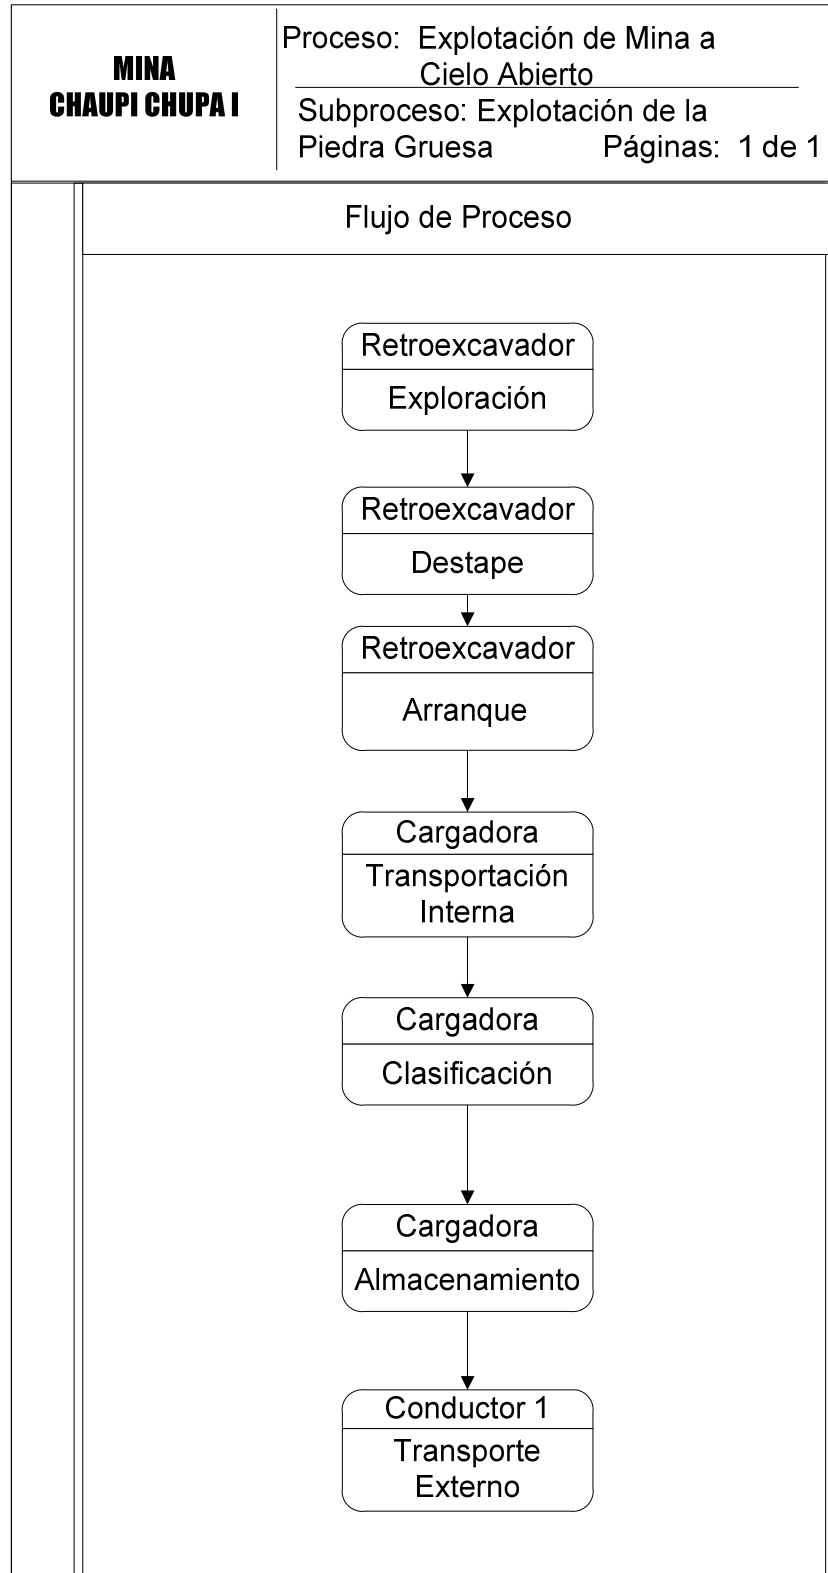 MINA
CHAUPI CHUPA I
Proceso: Explotación de Mina a
Cielo Abierto
Subproceso: Explotación de la
Piedra Gruesa Páginas: 1 de 1
Flujo de Proceso
Retroexcavador
Exploración
Retroexcavador
Destape
Retroexcavador
Arranque
Cargadora
Transportación
Interna
Cargadora
Clasificación
Cargadora
Almacenamiento
Conductor 1
Transporte
Externo